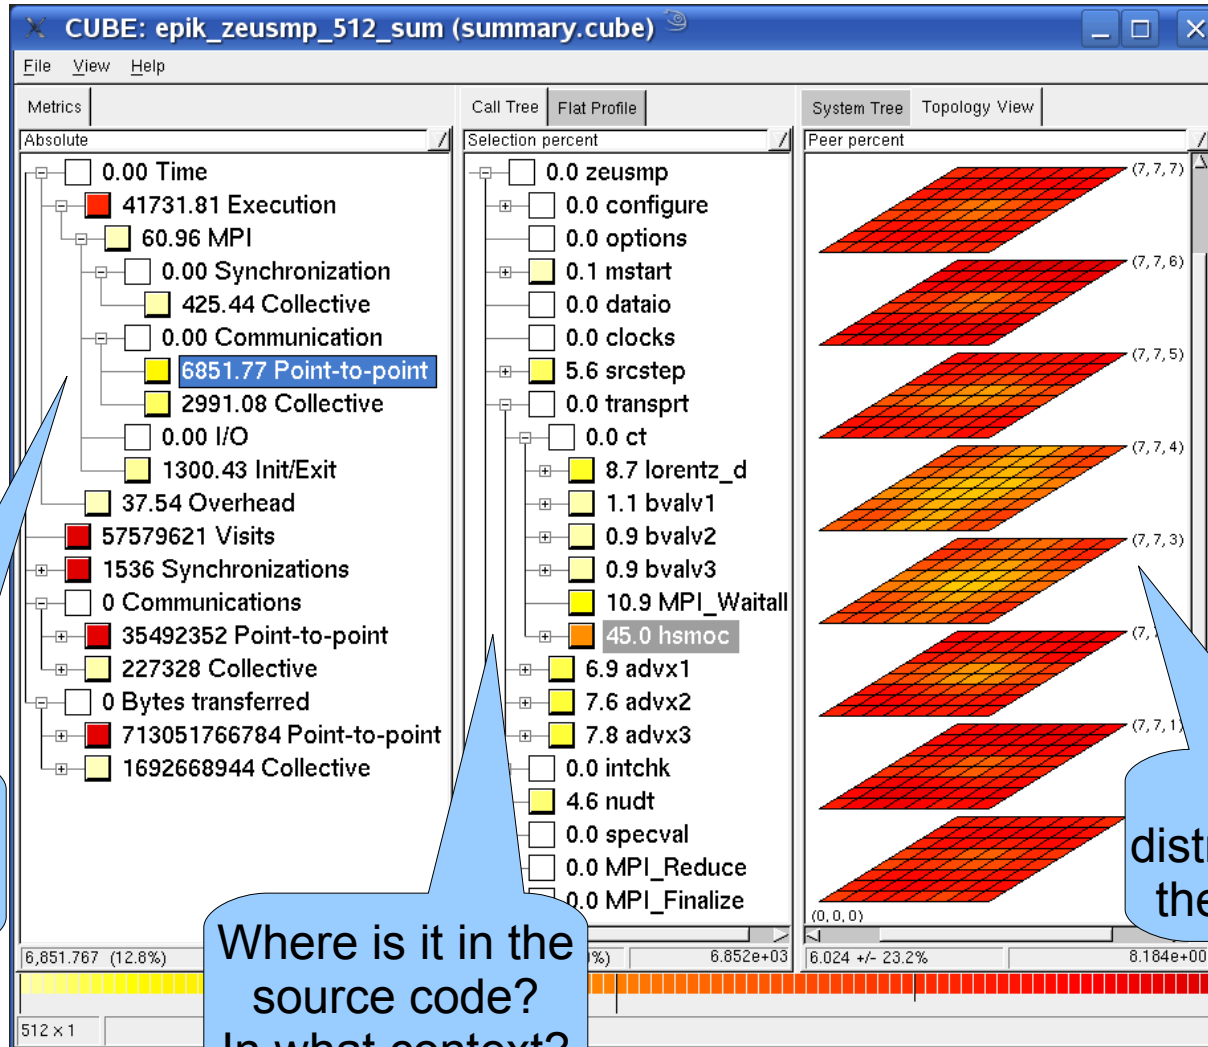 CUBE: epik_zeusmp_512_sum (summary.cube)
File View Help
Metrics
Absolute
0.00 Time
41731.81 Execution
60.96 MPI
0.00 Synchronization
425.44 Collective
0.00 Communication
6851.77 Point-to-point
2991.08 Collective
0.00 I/O
1300.43 Init/Exit
37.54 Overhead
57579621 Visits
1536 Synchronizations
0 Communications
35492352 Point-to-point
227328 Collective
0 Bytes transferred
713051766784 Point-to-point
1692668944 Collective
6,851.767 (12.8%)
Call Tree Flat Profile
Selection percent
0.0 zeusmp
0.0 configure
0.0 options
0.1 mstart
0.0 dataio
0.0 clocks
5.6 srcstep
0.0 transprt
0.0 ct
8.7 lorentz_d
1.1 bvalv1
0.9 bvalv2
0.9 bvalv3
10.9 MPI_Waitall
45.0 hsmoc
6.9 advx1
7.6 advx2
7.8 advx3
0.0 intchk
4.6 nudt
0.0 specval
0.0 MPI_Reduce
0.0 MPI_Finalize
%) 6.852e+03
System Tree Topology View
Peer percent
(7,7,7)
(7,7,6)
(7,7,5)
(7,7,4)
(7,7,3)
(7,
(7,7,1)
(0,0,0)
6.024 +/- 23.2% 8.184e+00
512 x 1
Where is it in the
source code?
In what context?
distr
the